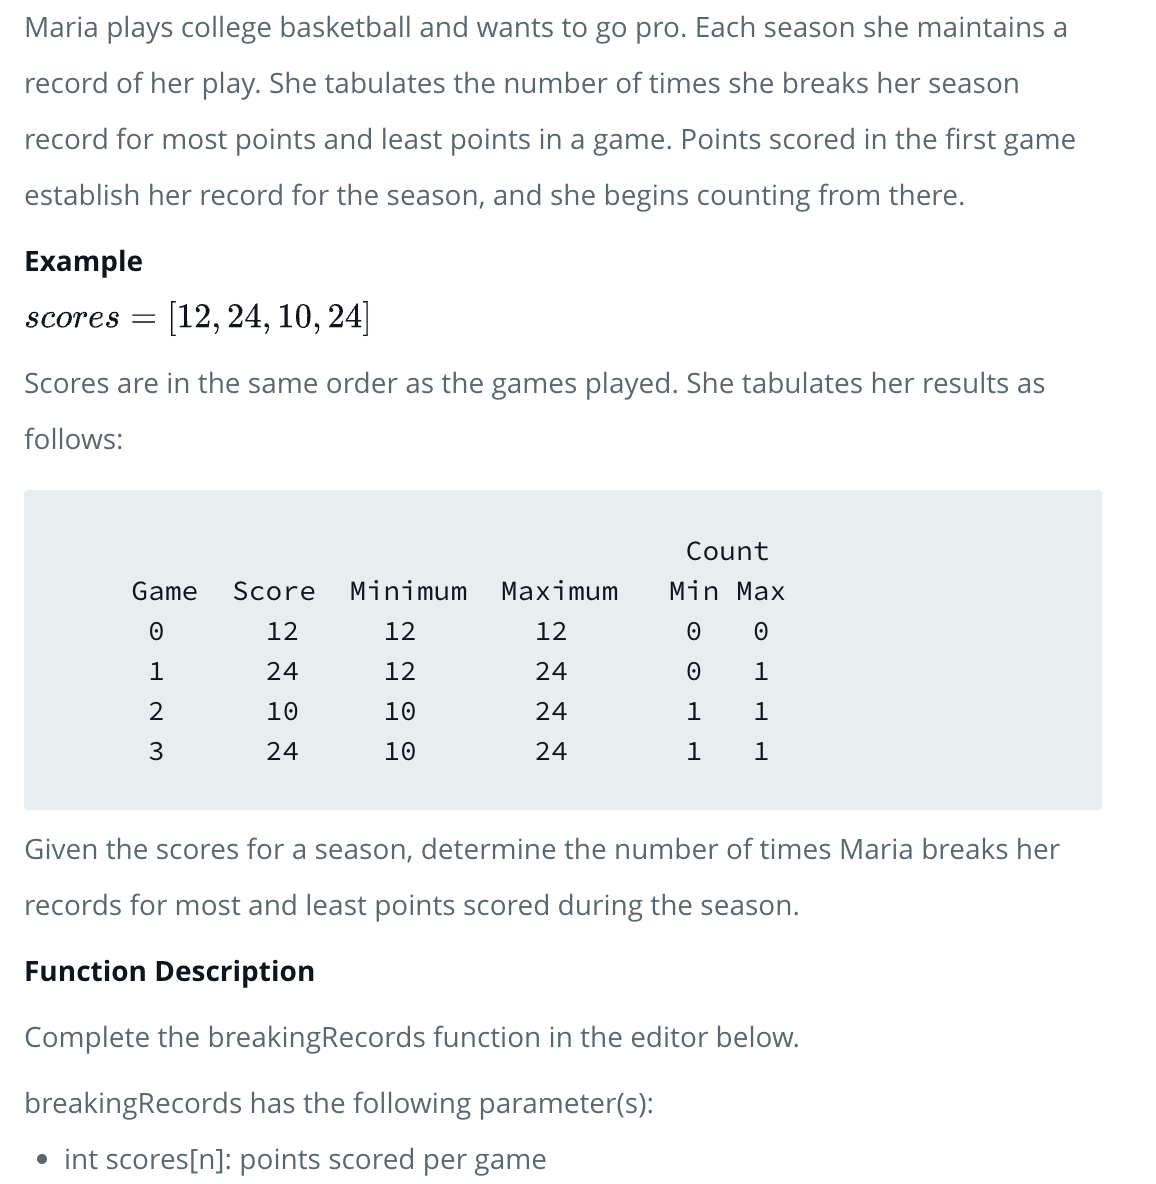 Maria plays college basketball and wants to go pro. Each season she maintains a
record of her play. She tabulates the number of times she breaks her season
record for most points and least points in a game. Points scored in the first game
establish her record for the season, and she begins counting from there.
Example
scores = [12, 24, 10, 24]
Scores are in the same order as the games played. She tabulates her results as
follows:
Count
Game Score Minimum Maximum Min Max
0 12 12 12 0 0
1 24 12 24 0 1
2 10 10 24 1 1
3 24 10 24 1 1
Given the scores for a season, determine the number of times Maria breaks her
records for most and least points scored during the season.
Function Description
Complete the breakingRecords function in the editor below.
breakingRecords has the following parameter(s):
• int scores[n]: points scored per game